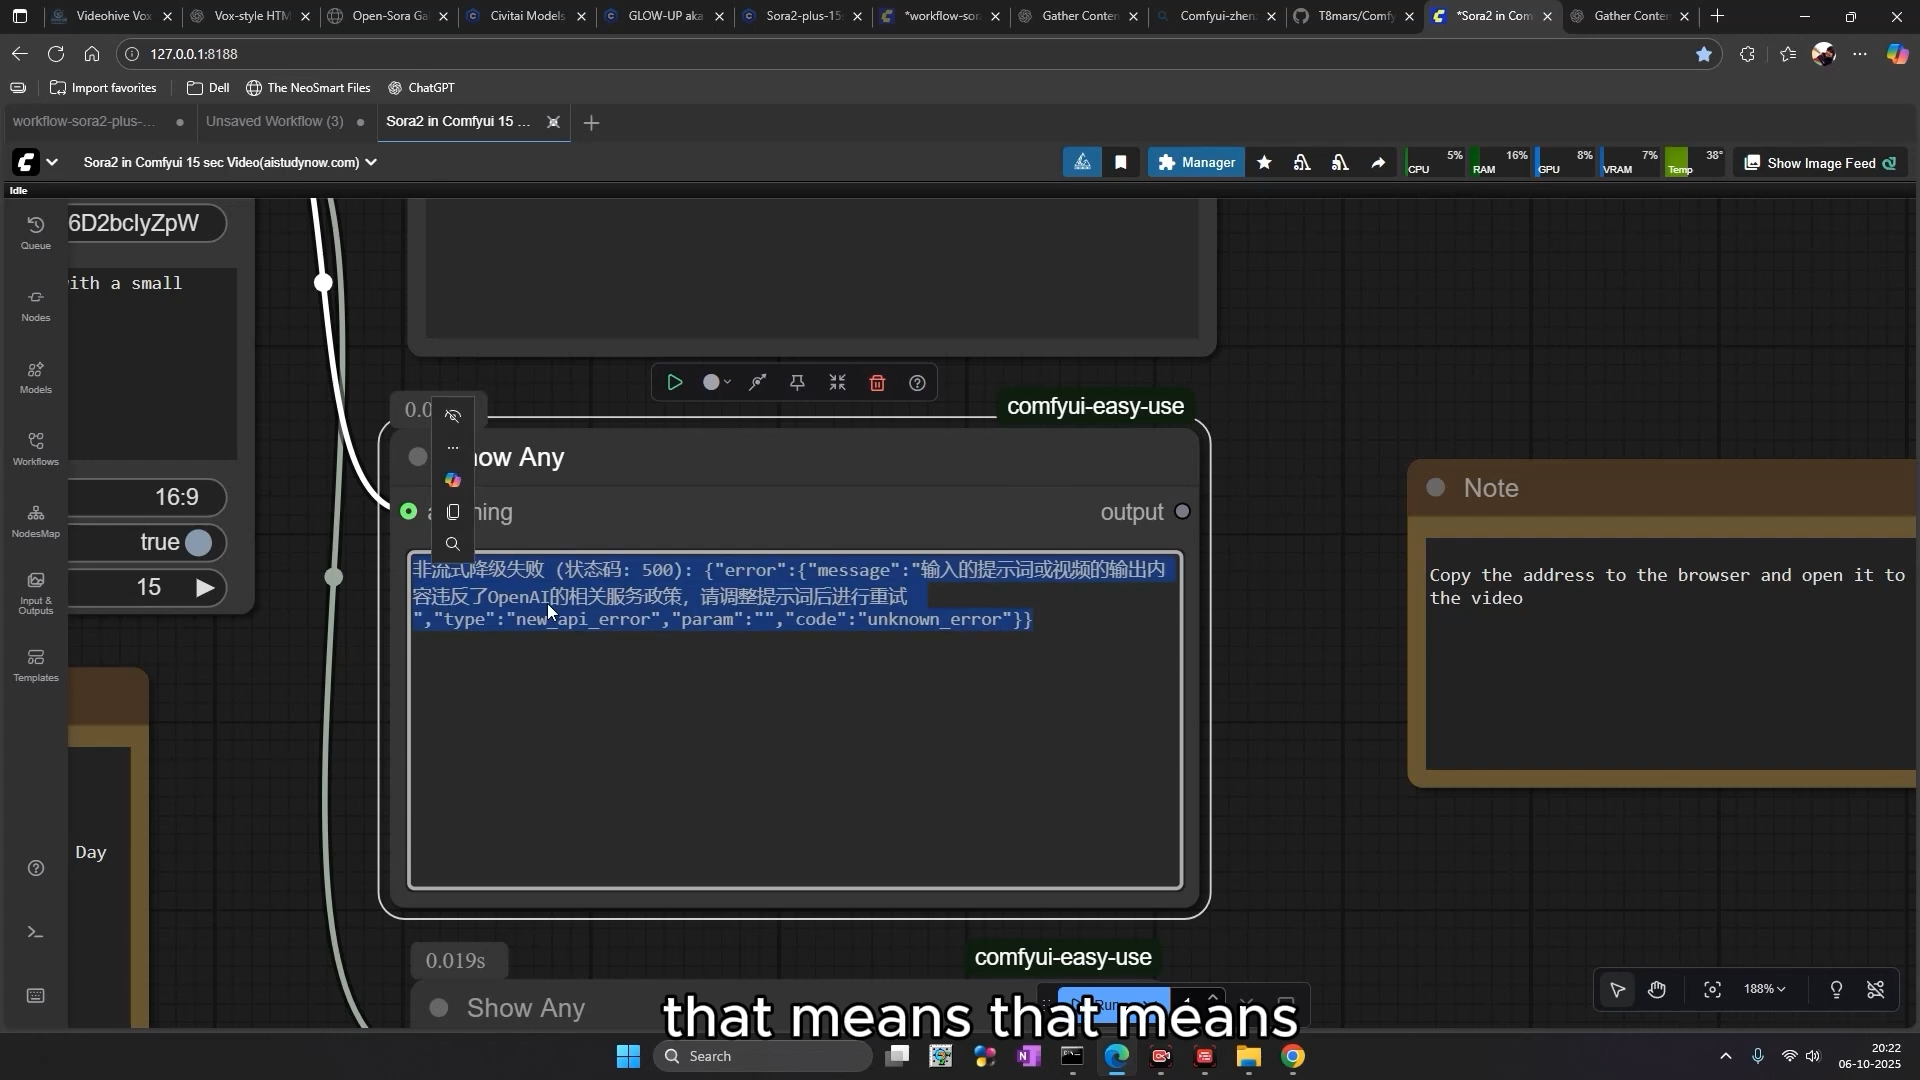 Videohive Vox
Vox-style HTM
Open-Sora Ga
Civitai Models
GLOW-UP aka
Sora2-plus-15
*workflow-sor
Gather Conten
Comfyui-zhen
T8mars/Comfy
*Sora2 in Com
Gather Conten
127.0.0.1:8188
Import favorites
Dell
The NeoSmart Files
ChatGPT
workflow-sora2-plus-...
Unsaved Workflow (3)
Sora2 in Comfyui 15 ...
Sora2 in Comfyui 15 sec Video(aistudynow.com)
Manager
CPU 5%
RAM 16%
GPU 8%
VRAM 7%
Temp 38°
Show Image Feed
Idle
Queue
Nodes
Models
Workflows
NodesMap
Input &
Outputs
Templates
6D2bcIyZpW
ith a small
16:9
true
15
Day
0.0
comfyui-easy-use
how Any
output
非流式降级失败 (状态码: 500): {"error":{"message":"输入的提示词或视频的输出内
容违反了OpenAI的相关服务政策，请调整提示词后进行重试
","type":"new_api_error","param":"","code":"unknown_error"}}
Note
Copy the address to the browser and open it to
the video
0.019s
comfyui-easy-use
Show Any
188%
that means that means
Search
20:22
06-10-2025